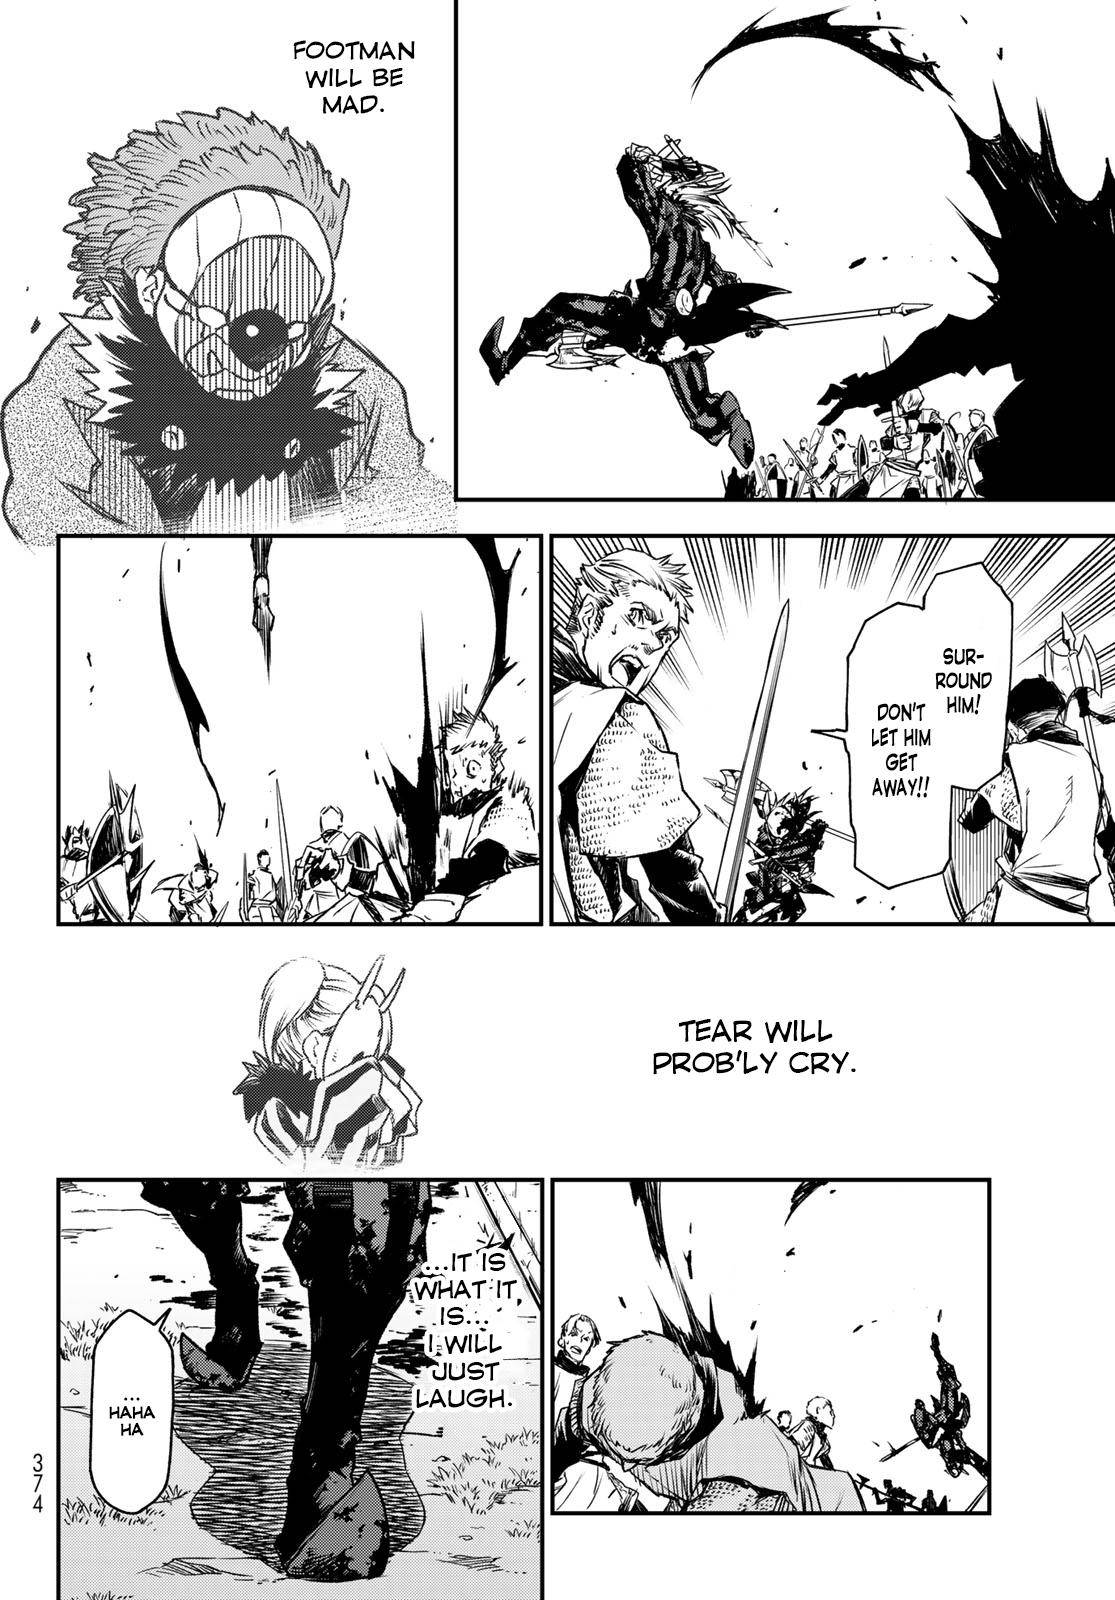 FOOTMAN
WILL BE
MAD.
SUR-
ROUND
HIM!
DON'T
LET HIM
GET
AWAY!!
TEAR WILL
PROB'LY CRY.
...IT IS
WHAT IT
IS...
I WILL
JUST
LAUGH.
...
HAHA
HA
374